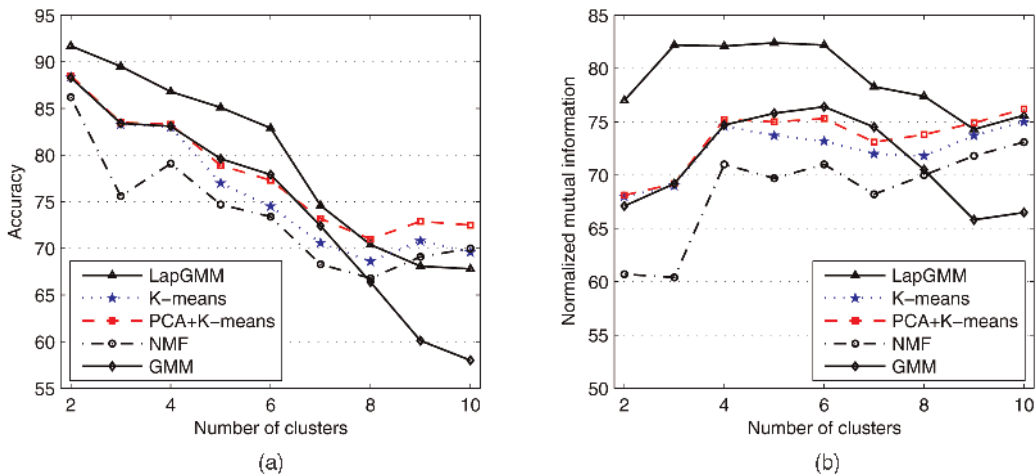 95
90
85
80
75
70
65
60
55
Accuracy
LapGMM
K−means
PCA+K−means
NMF
GMM
2 4 6 8 10
Number of clusters
(a)
85
80
75
70
65
60
55
50
Normalized mutual information
LapGMM
K−means
PCA+K−means
NMF
GMM
2 4 6 8 10
Number of clusters
(b)